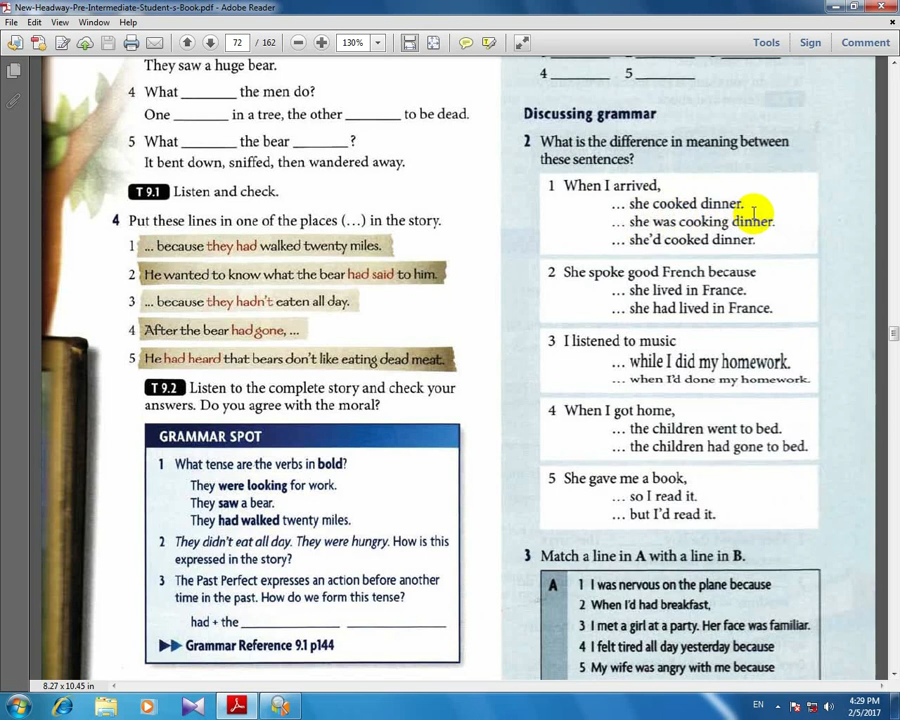 New-Headway-Pre-Intermediate-Student-s-Book.pdf - Adobe Reader
File Edit View Window Help
72 / 162 130% Tools Sign Comment
They saw a huge bear.
4 What ______ the men do?
One ______ in a tree, the other ______ to be dead.
5 What ______ the bear ______?
It bent down, sniffed, then wandered away.
T 9.1 Listen and check.
4 Put these lines in one of the places (…) in the story.
1 … because they had walked twenty miles.
2 He wanted to know what the bear had said to him.
3 … because they hadn't eaten all day.
4 After the bear had gone, …
5 He had heard that bears don't like eating dead meat.
T 9.2 Listen to the complete story and check your
answers. Do you agree with the moral?
GRAMMAR SPOT
1 What tense are the verbs in bold?
They were looking for work.
They saw a bear.
They had walked twenty miles.
2 They didn't eat all day. They were hungry. How is this
expressed in the story?
3 The Past Perfect expresses an action before another
time in the past. How do we form this tense?
had + the ______ ______
Grammar Reference 9.1 p144
4 ______ 5 ______
Discussing grammar
2 What is the difference in meaning between
these sentences?
1 When I arrived,
… she cooked dinner.
… she was cooking dinner.
… she'd cooked dinner.
2 She spoke good French because
… she lived in France.
… she had lived in France.
3 I listened to music
… while I did my homework.
… when I'd done my homework.
4 When I got home,
… the children went to bed.
… the children had gone to bed.
5 She gave me a book,
… so I read it.
… but I'd read it.
3 Match a line in A with a line in B.
A 1 I was nervous on the plane because
2 When I'd had breakfast,
3 I met a girl at a party. Her face was familiar.
4 I felt tired all day yesterday because
5 My wife was angry with me because
8.27 x 10.45 in
EN 4:29 PM
2/5/2017